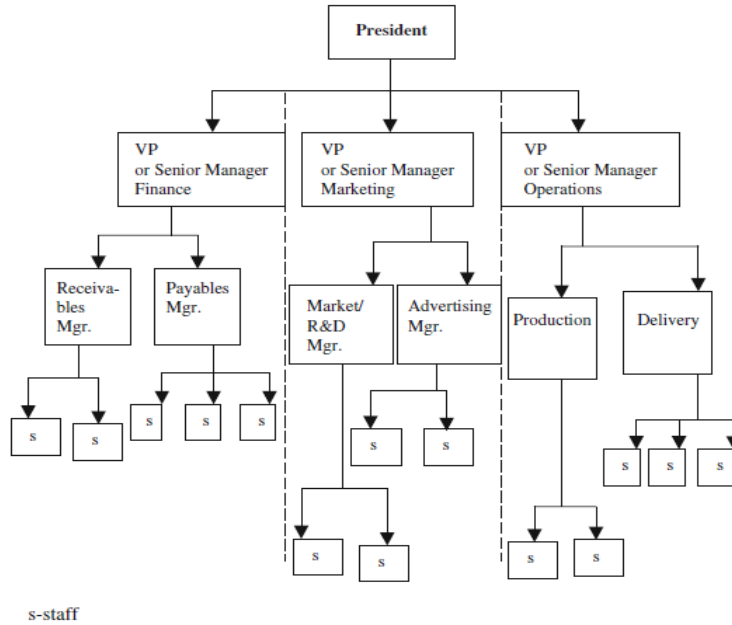 President
VP
or Senior Manager
Finance
VP
or Senior Manager
Marketing
VP
or Senior Manager
Operations
Receiva-
bles
Mgr.
Payables
Mgr.
Market/
R&D
Mgr.
Advertising
Mgr.
Production
Delivery
s
s
s
s
s
s
s
s
s
s
s
s
s
s
s-staff